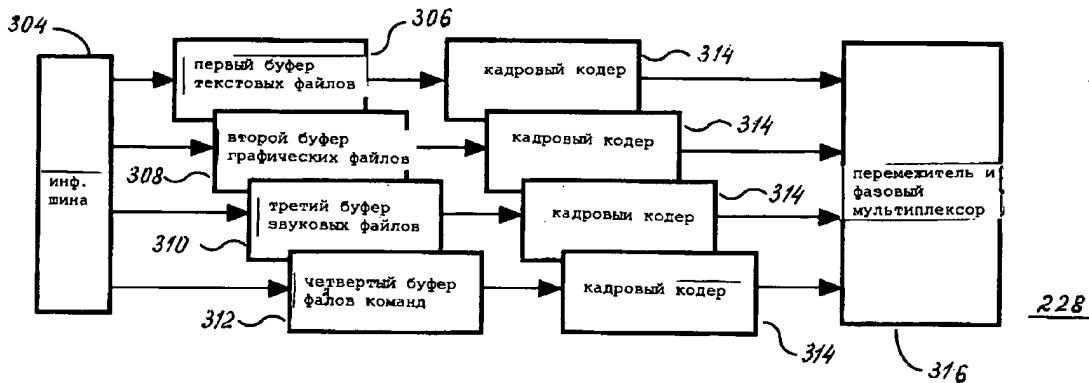 304
306
314
первый буфер
текстовых файлов
кадровый кодер
314
второй буфер
графических файлов
кадровый кодер
308
314
инф.
шина
перемежитель и
фазовый
мультиплексор
третий буфер
звуковых файлов
кадровыи кодер
310
четвертый буфер
фалов команд
кадровый кодер
312
314
316
228